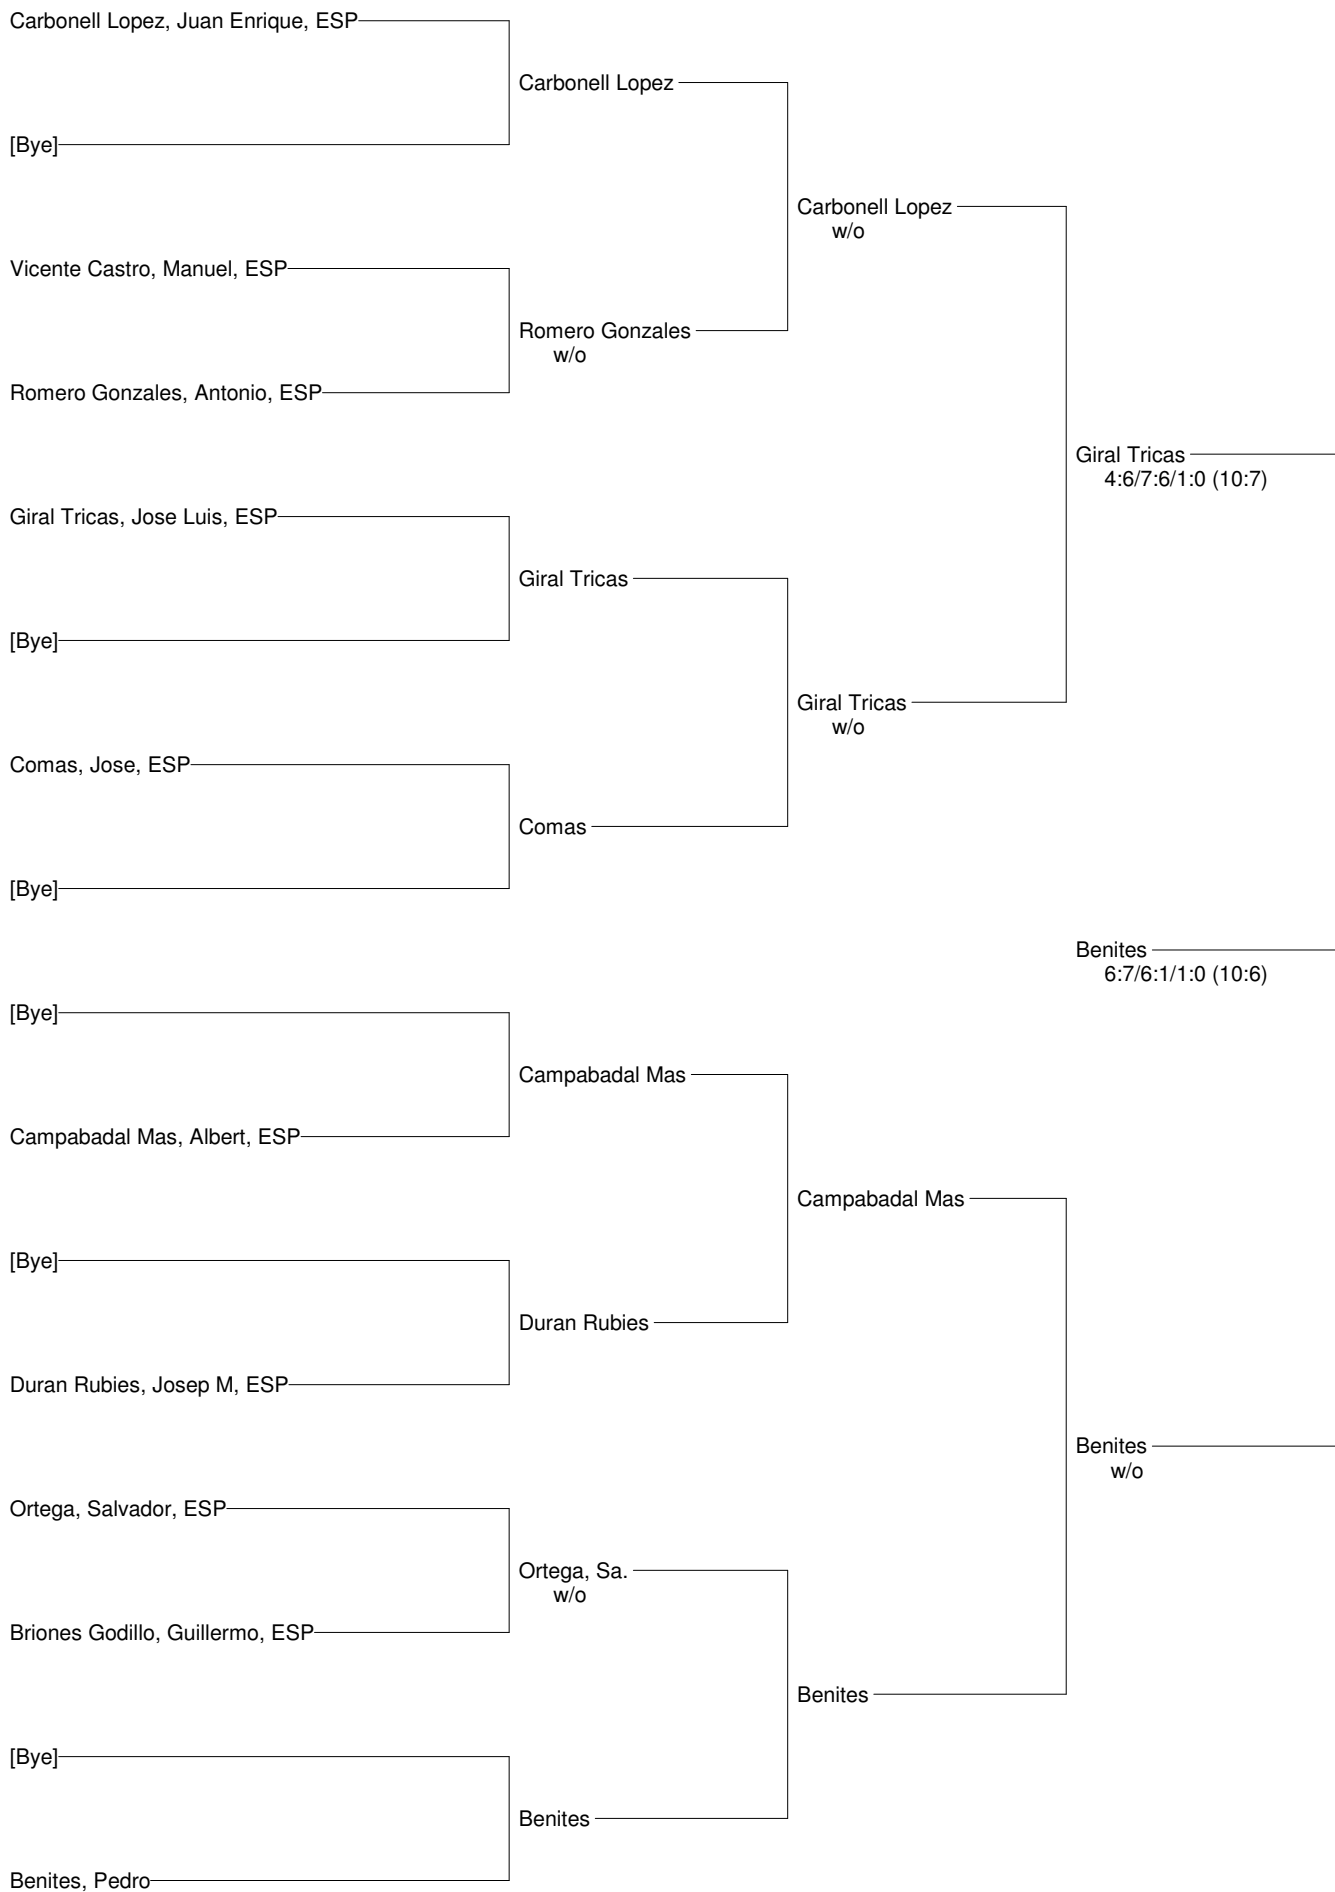 Carbonell Lopez, Juan Enrique, ESP
Carbonell Lopez
[Bye]
Carbonell Lopez
w/o
Vicente Castro, Manuel, ESP
Romero Gonzales
w/o
Romero Gonzales, Antonio, ESP
Giral Tricas
4:6/7:6/1:0 (10:7)
Giral Tricas, Jose Luis, ESP
Giral Tricas
[Bye]
Giral Tricas
w/o
Comas, Jose, ESP
Comas
[Bye]
Benites
6:7/6:1/1:0 (10:6)
[Bye]
Campabadal Mas
Campabadal Mas, Albert, ESP
Campabadal Mas
[Bye]
Duran Rubies
Duran Rubies, Josep M, ESP
Benites
w/o
Ortega, Salvador, ESP
Ortega, Sa.
w/o
Briones Godillo, Guillermo, ESP
Benites
[Bye]
Benites
Benites, Pedro